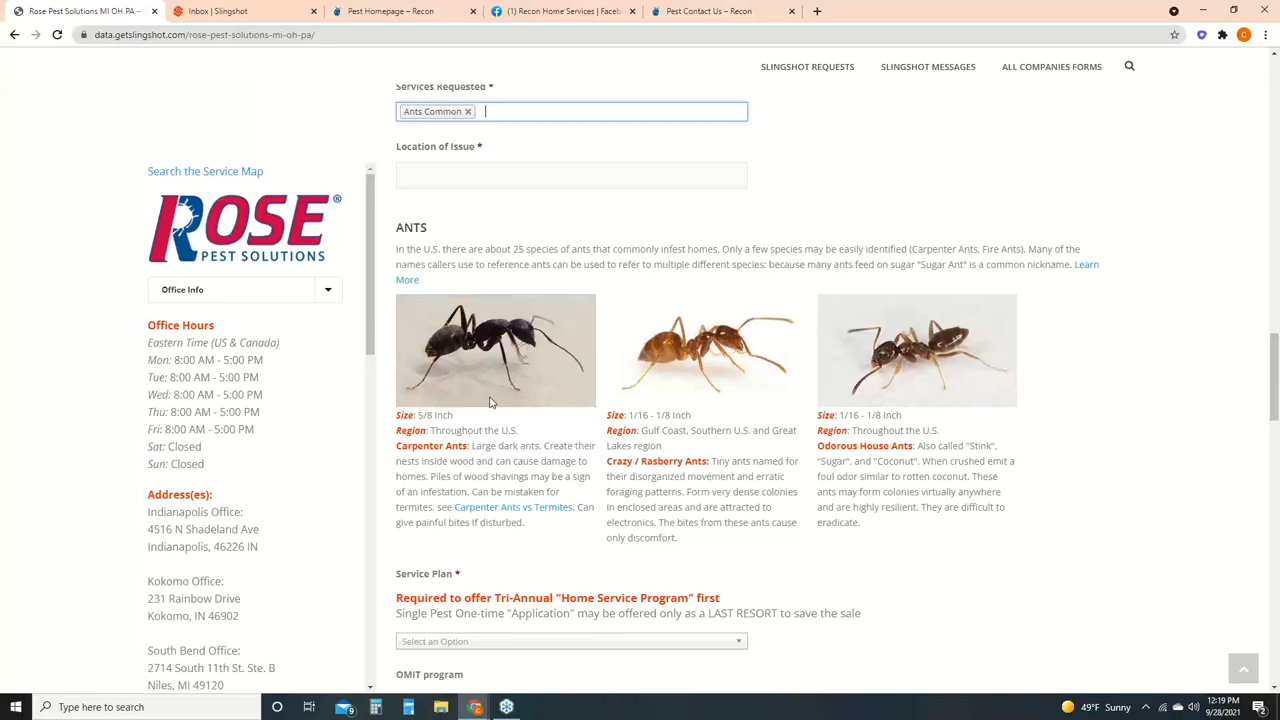 Rose Pest Solutions MI OH PA –
Inbox | Slingshot
Pest Homepage – Recon
(1) Recon Home Services | Faceb
Pest Contact Us – Recon
data.getslingshot.com/rose-pest-solutions-mi-oh-pa/
SLINGSHOT REQUESTS
SLINGSHOT MESSAGES
ALL COMPANIES FORMS
Services Requested *
Ants Common ×
Location of Issue *
Search the Service Map
ROSE®
PEST SOLUTIONS
Office Info
Office Hours
Eastern Time (US & Canada)
Mon: 8:00 AM - 5:00 PM
Tue: 8:00 AM - 5:00 PM
Wed: 8:00 AM - 5:00 PM
Thu: 8:00 AM - 5:00 PM
Fri: 8:00 AM - 5:00 PM
Sat: Closed
Sun: Closed
Address(es):
Indianapolis Office:
4516 N Shadeland Ave
Indianapolis, 46226 IN
Kokomo Office:
231 Rainbow Drive
Kokomo, IN 46902
South Bend Office:
2714 South 11th St. Ste. B
Niles, MI 49120
ANTS
In the U.S. there are about 25 species of ants that commonly infest homes. Only a few species may be easily identified (Carpenter Ants, Fire Ants). Many of the
names callers use to reference ants can be used to refer to multiple different species; because many ants feed on sugar "Sugar Ant" is a common nickname. Learn
More
Size: 5/8 Inch
Region: Throughout the U.S.
Carpenter Ants: Large dark ants. Create their
nests inside wood and can cause damage to
homes. Piles of wood shavings may be a sign
of an infestation. Can be mistaken for
termites, see Carpenter Ants vs Termites. Can
give painful bites If disturbed.
Size: 1/16 - 1/8 Inch
Region: Gulf Coast, Southern U.S. and Great
Lakes region
Crazy / Rasberry Ants: Tiny ants named for
their disorganized movement and erratic
foraging patterns. Form very dense colonies
in enclosed areas and are attracted to
electronics. The bites from these ants cause
only discomfort.
Size: 1/16 - 1/8 Inch
Region: Throughout the U.S.
Odorous House Ants: Also called "Stink",
"Sugar", and "Coconut". When crushed emit a
foul odor similar to rotten coconut. These
ants may form colonies virtually anywhere
and are highly resilient. They are difficult to
eradicate.
Service Plan *
Required to offer Tri-Annual "Home Service Program" first
Single Pest One-time "Application" may be offered only as a LAST RESORT to save the sale
Select an Option
OMIT program
Type here to search
49°F Sunny
12:19 PM
9/28/2021